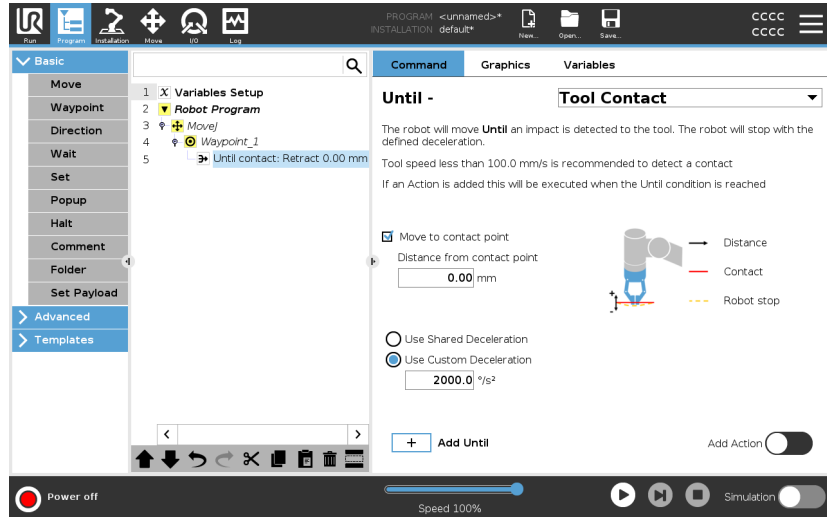 PROGRAM <unnamed>*
INSTALLATION default*
cccc
cccc
Run
Program
Installation
Move
I/O
Log
New...
Open...
Save...
Basic
Move
Waypoint
Direction
Wait
Set
Popup
Halt
Comment
Folder
Set Payload
Advanced
Templates
1 X Variables Setup
2 Robot Program
3 MoveJ
4 Waypoint_1
5 Until contact: Retract 0.00 mm
Command Graphics Variables
Until - Tool Contact
The robot will move Until an impact is detected to the tool. The robot will stop with the
defined deceleration.
Tool speed less than 100.0 mm/s is recommended to detect a contact
If an Action is added this will be executed when the Until condition is reached
Move to contact point
Distance from contact point
0.00 mm
Distance
Contact
Robot stop
+
-
Use Shared Deceleration
Use Custom Deceleration
2000.0 °/s²
+ Add Until
Add Action
Power off
Speed 100%
Simulation